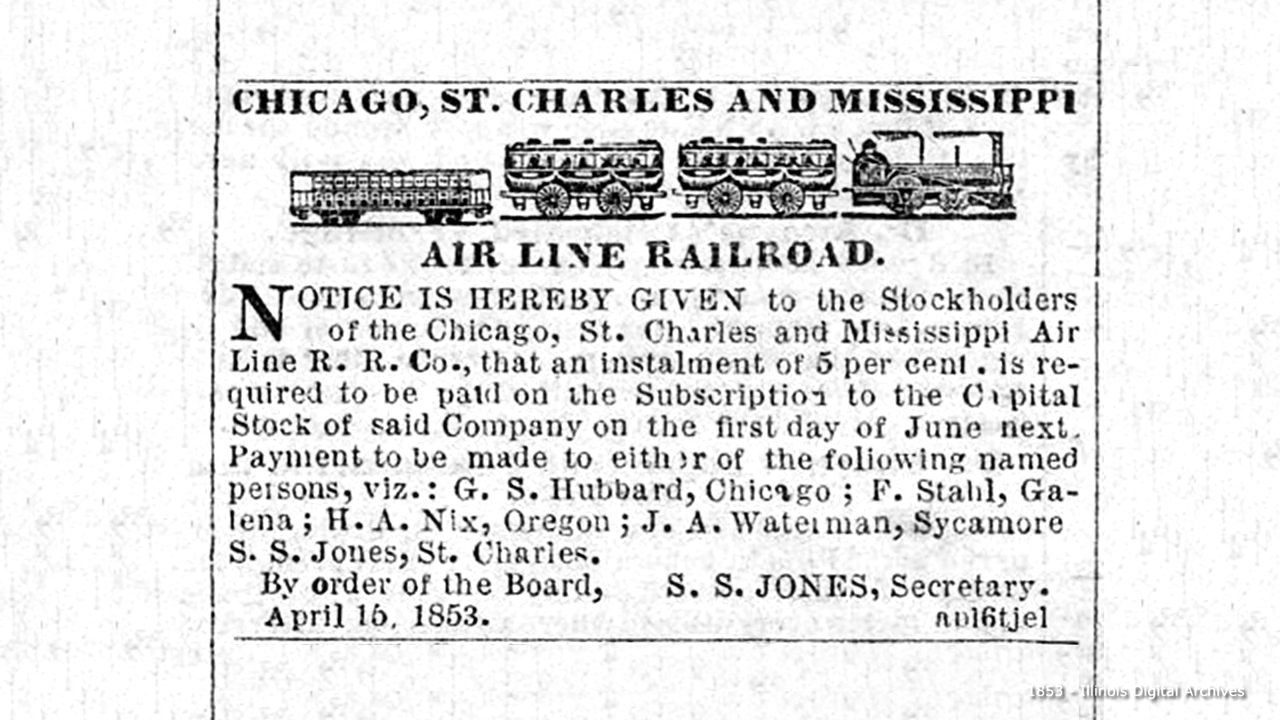 CHICAGO, ST. CHARLES AND MISSISSIPPI
AIR LINE RAILROAD.
NOTICE IS HEREBY GIVEN to the Stockholders
of the Chicago, St. Charles and Mississippi Air
Line R. R. Co., that an instalment of 5 per cent. is re-
quired to be paid on the Subscription to the Capital
Stock of said Company on the first day of June next.
Payment to be made to either of the following named
persons, viz.: G. S. Hubbard, Chicago; F. Stahl, Ga-
lena; H. A. Nix, Oregon; J. A. Waterman, Sycamore
S. S. Jones, St. Charles.
By order of the Board, S. S. JONES, Secretary.
April 15, 1853. apl6tjel
1853 - Illinois Digital Archives